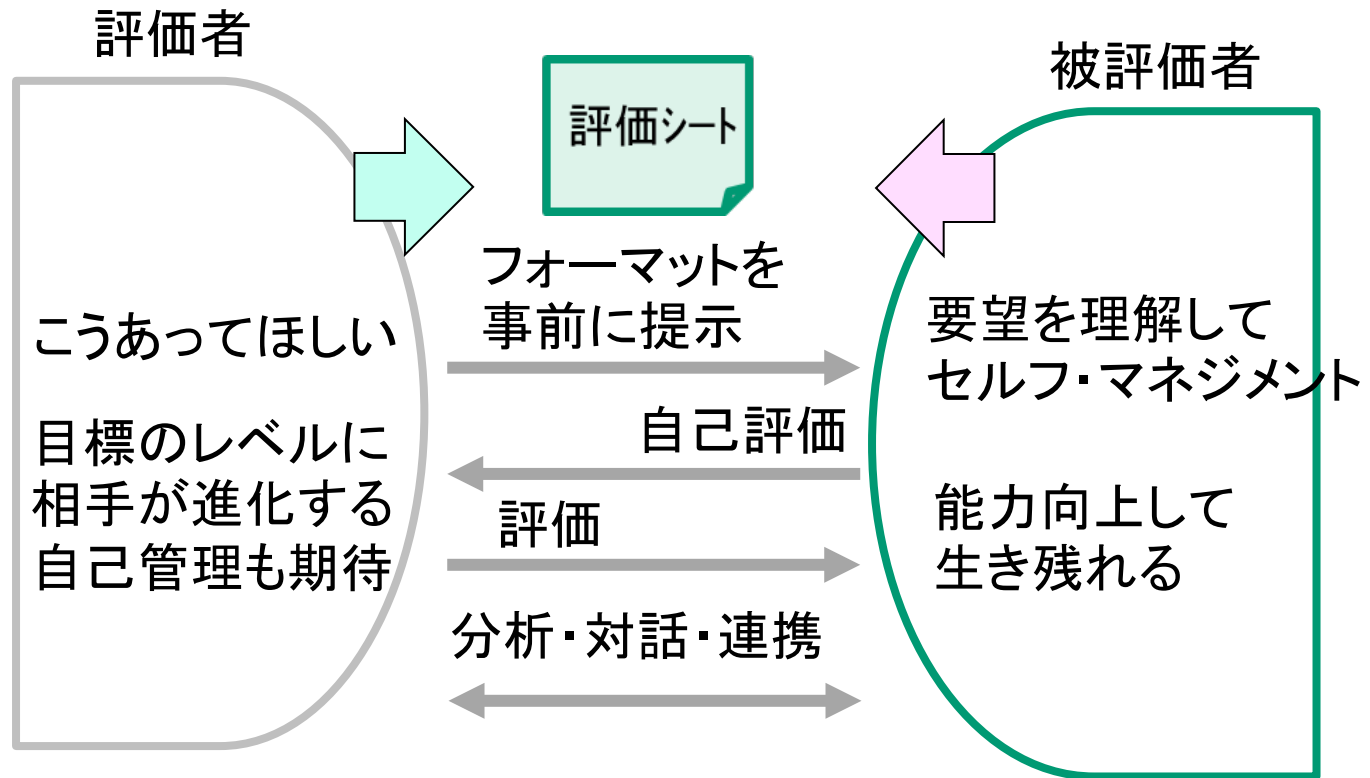 評価者
被評価者
評価シート
フォーマットを
事前に提示
こうあってほしい
目標のレベルに
相手が進化する
自己管理も期待
自己評価
評価
分析・対話・連携
要望を理解して
セルフ・マネジメント
能力向上して
生き残れる